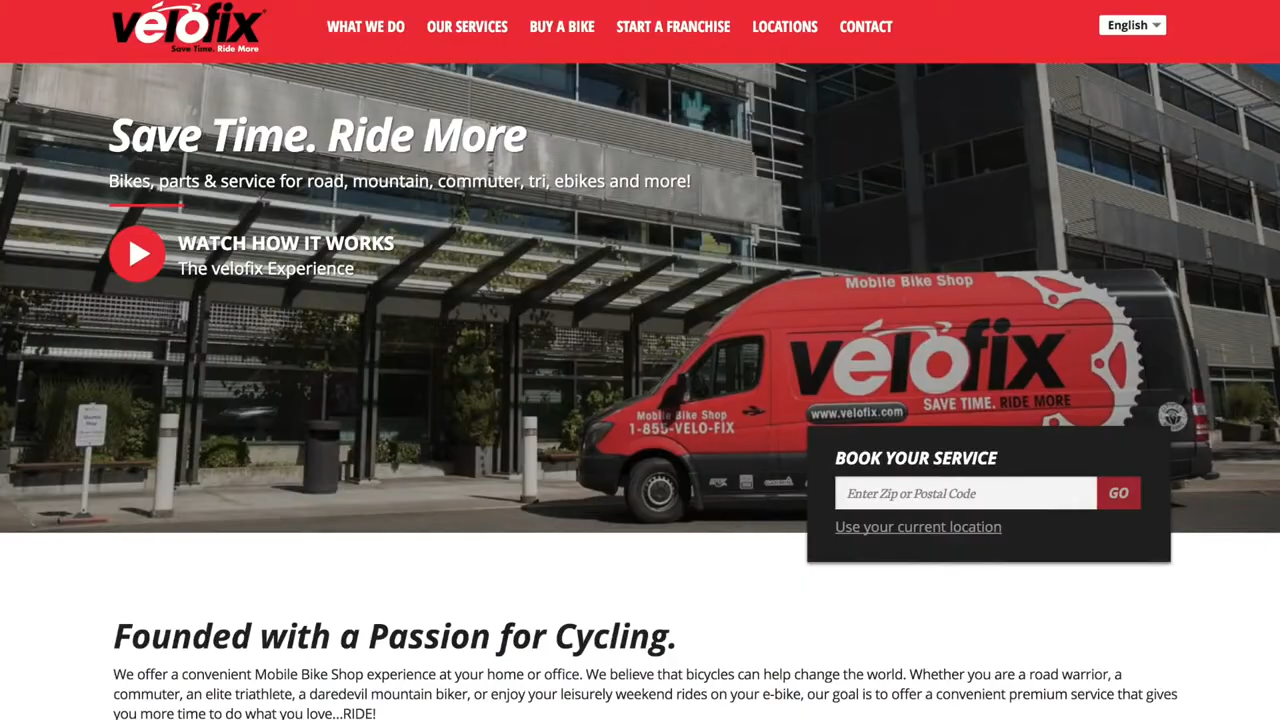 velofix
Save Time. Ride More
WHAT WE DO
OUR SERVICES
BUY A BIKE
START A FRANCHISE
LOCATIONS
CONTACT
English
Save Time. Ride More
Bikes, parts & service for road, mountain, commuter, tri, ebikes and more!
WATCH HOW IT WORKS
The velofix Experience
Mobile Bike Shop
velofix
SAVE TIME. RIDE MORE
www.velofix.com
Mobile Bike Shop
1-855-VELO-FIX
BOOK YOUR SERVICE
Enter Zip or Postal Code
GO
Use your current location
Founded with a Passion for Cycling.
We offer a convenient Mobile Bike Shop experience at your home or office. We believe that bicycles can help change the world. Whether you are a road warrior, a
commuter, an elite triathlete, a daredevil mountain biker, or enjoy your leisurely weekend rides on your e-bike, our goal is to offer a convenient premium service that gives
you more time to do what you love...RIDE!